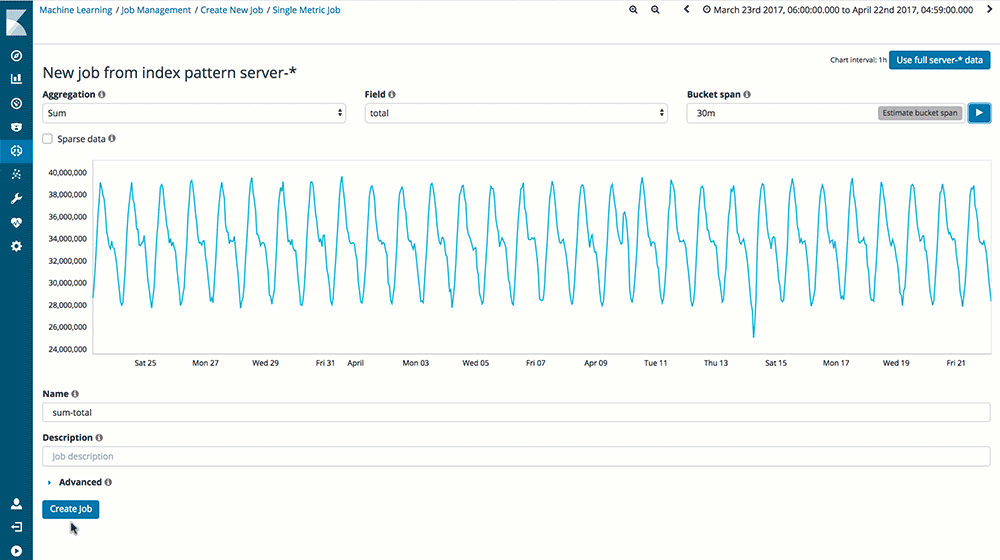 Machine Learning / Job Management / Create New Job / Single Metric Job
March 23rd 2017, 06:00:00.000 to April 22nd 2017, 04:59:00.000
Chart interval: 1h
Use full server-* data
New job from index pattern server-*
Aggregation
Field
Bucket span
Sum
total
30m
Estimate bucket span
Sparse data
40,000,000
38,000,000
36,000,000
34,000,000
32,000,000
30,000,000
28,000,000
26,000,000
24,000,000
Sat 25 Mon 27 Wed 29 Fri 31 April Mon 03 Wed 05 Fri 07 Apr 09 Tue 11 Thu 13 Sat 15 Mon 17 Wed 19 Fri 21
Name
sum-total
Description
Job description
Advanced
Create Job